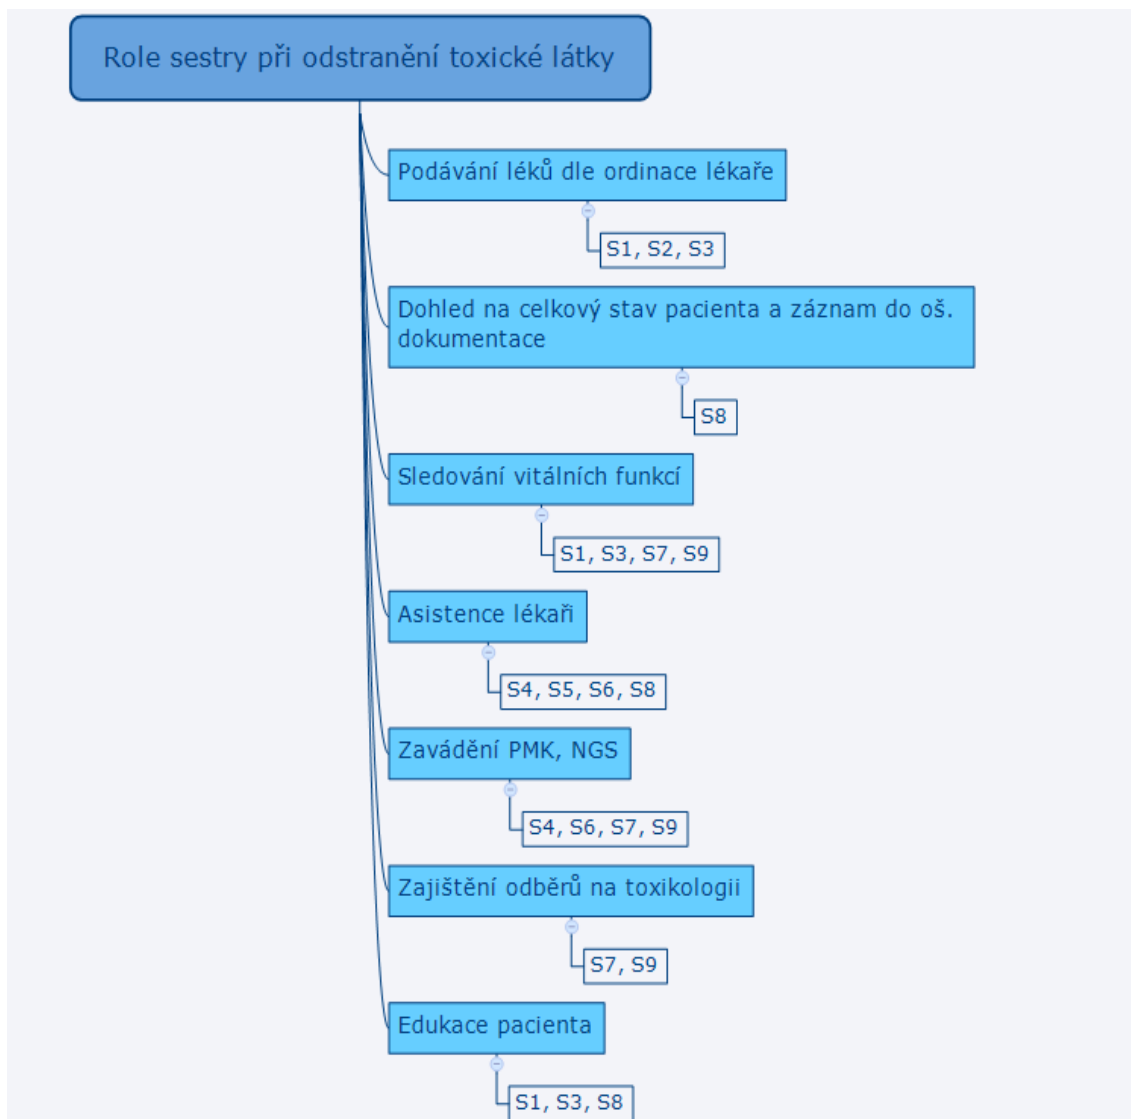 Role sestry při odstranění toxické látky
Podávání léků dle ordinace lékaře
S1, S2, S3
Dohled na celkový stav pacienta a záznam do oš.
dokumentace
S8
Sledování vitálních funkcí
S1, S3, S7, S9
Asistence lékaři
S4, S5, S6, S8
Zavádění PMK, NGS
S4, S6, S7, S9
Zajištění odběrů na toxikologii
S7, S9
Edukace pacienta
S1, S3, S8